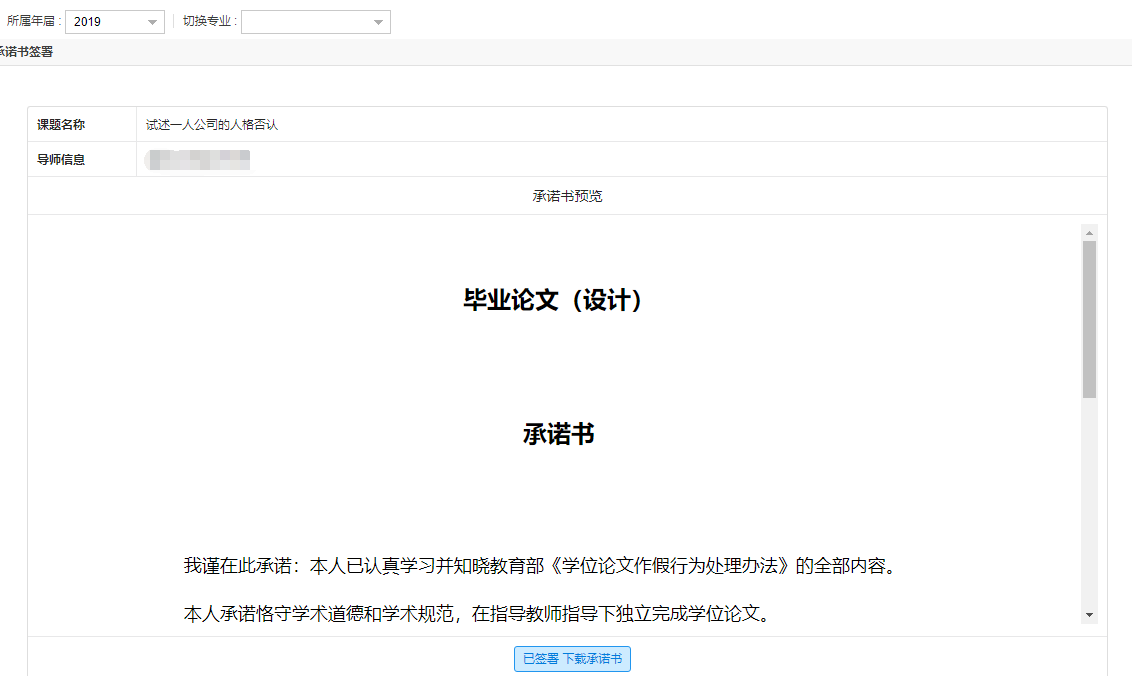 所属年届： 2019 切换专业：
承诺书签署
课题名称 试述一人公司的人格否认
导师信息
承诺书预览
毕业论文（设计）
承诺书
我谨在此承诺：本人已认真学习并知晓教育部《学位论文作假行为处理办法》的全部内容。
本人承诺恪守学术道德和学术规范，在指导教师指导下独立完成学位论文。
已签署 下载承诺书